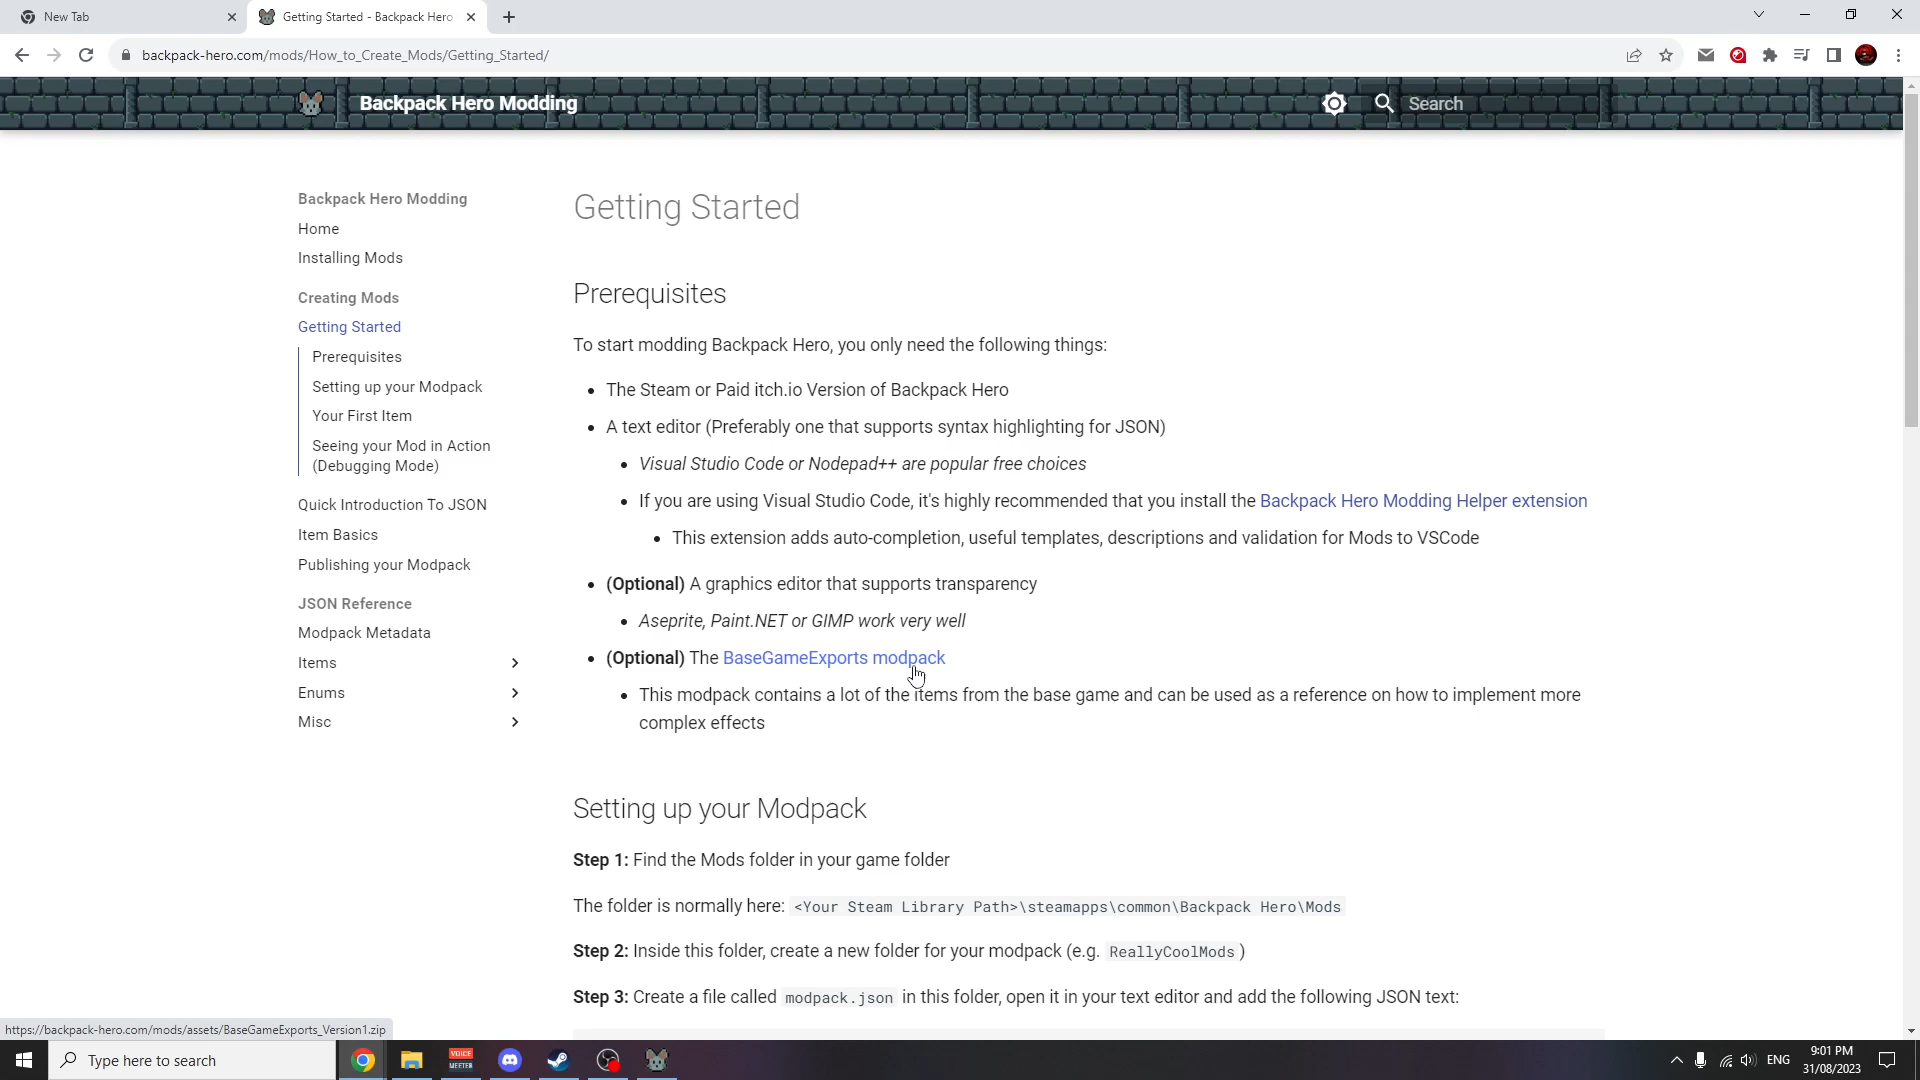 New Tab
Getting Started - Backpack Hero
backpack-hero.com/mods/How_to_Create_Mods/Getting_Started/
Backpack Hero Modding
Search
Backpack Hero Modding
Home
Installing Mods
Creating Mods
Getting Started
Prerequisites
Setting up your Modpack
Your First Item
Seeing your Mod in Action
(Debugging Mode)
Quick Introduction To JSON
Item Basics
Publishing your Modpack
JSON Reference
Modpack Metadata
Items
Enums
Misc
Getting Started
Prerequisites
To start modding Backpack Hero, you only need the following things:
• The Steam or Paid itch.io Version of Backpack Hero
• A text editor (Preferably one that supports syntax highlighting for JSON)
• Visual Studio Code or Notepad++ are popular free choices
• If you are using Visual Studio Code, it's highly recommended that you install the Backpack Hero Modding Helper extension
• This extension adds auto-completion, useful templates, descriptions and validation for Mods to VSCode
• (Optional) A graphics editor that supports transparency
• Aseprite, Paint.NET or GIMP work very well
• (Optional) The BaseGameExports modpack
• This modpack contains a lot of the items from the base game and can be used as a reference on how to implement more
complex effects
Setting up your Modpack
Step 1: Find the Mods folder in your game folder
The folder is normally here: <Your Steam Library Path>\steamapps\common\Backpack Hero\Mods
Step 2: Inside this folder, create a new folder for your modpack (e.g. ReallyCoolMods )
Step 3: Create a file called modpack.json in this folder, open it in your text editor and add the following JSON text:
https://backpack-hero.com/mods/assets/BaseGameExports_Version1.zip
Type here to search
VOICE
MEETER
ENG
9:01 PM
31/08/2023